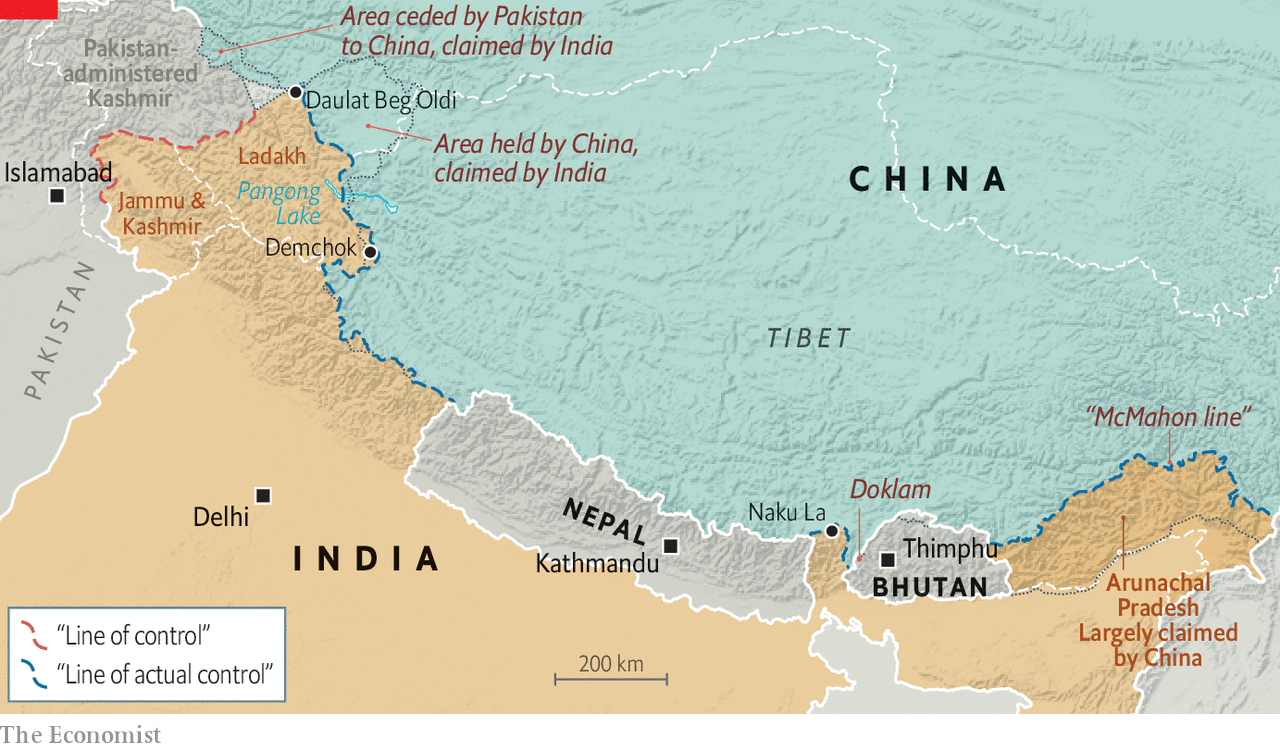 Area ceded by Pakistan
to China, claimed by India
Pakistan-
administered
Kashmir
Daulat Beg Oldi
Area held by China,
claimed by India
Ladakh
Islamabad
Pangong
Lake
Jammu &
Kashmir
Demchok
CHINA
PAKISTAN
TIBET
"McMahon line"
Doklam
Naku La
Delhi
INDIA
NEPAL
Kathmandu
Thimphu
BHUTAN
Arunachal
Pradesh
Largely claimed
by China
"Line of control"
"Line of actual control"
200 km
The Economist